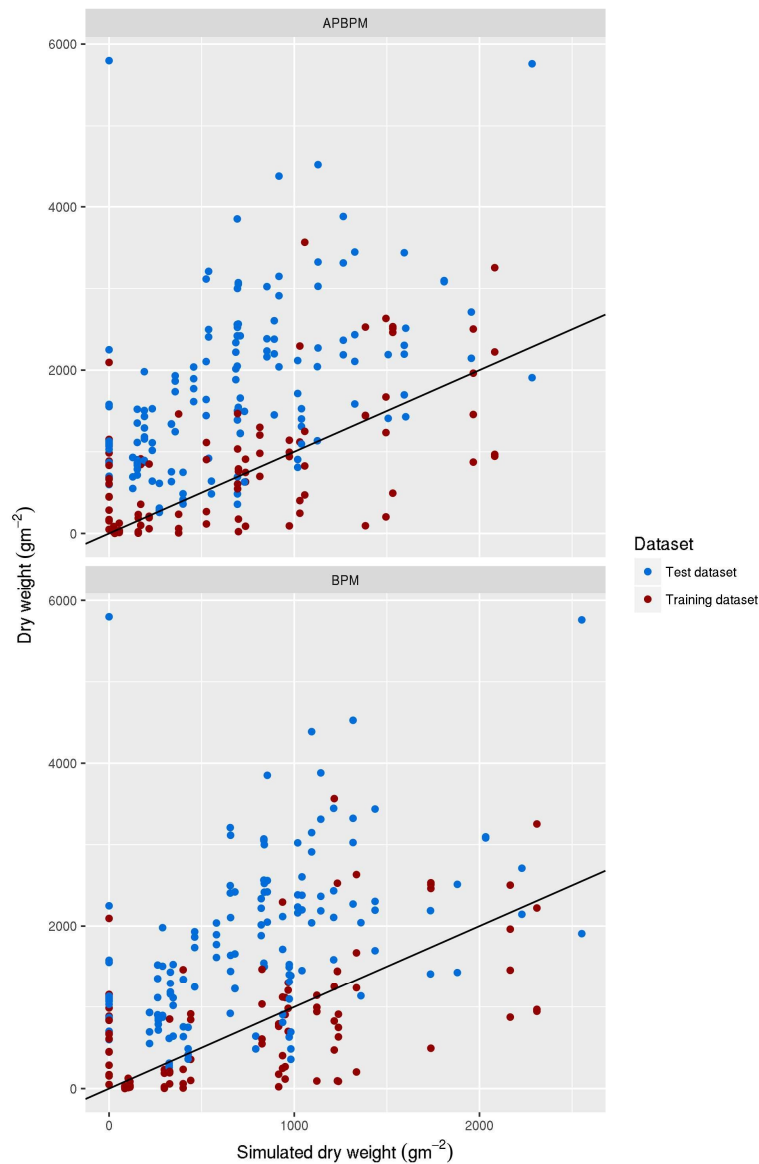 APBPM
6000
4000
2000
0
BPM
6000
4000
2000
0
0 1000 2000
Simulated dry weight (gm⁻²)
Dry weight (gm⁻²)
Dataset
Test dataset
Training dataset